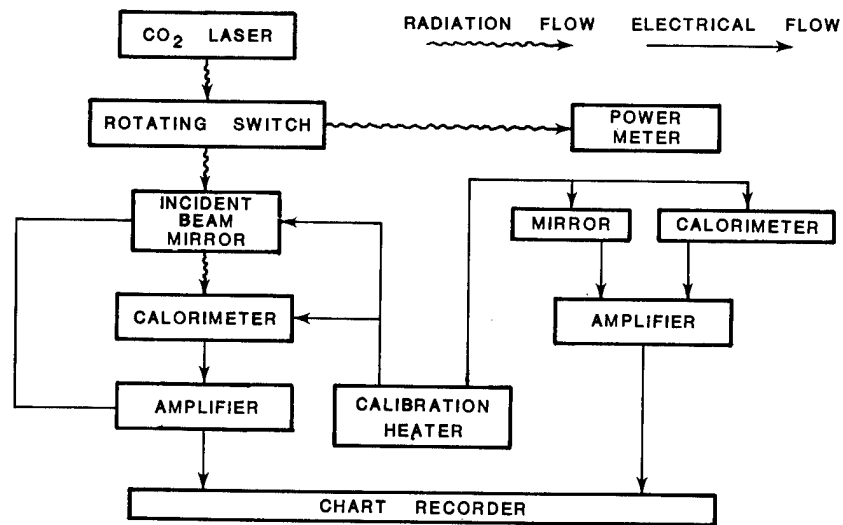 CO₂ LASER
RADIATION FLOW
ELECTRICAL FLOW
ROTATING SWITCH
POWER
METER
INCIDENT
BEAM
MIRROR
MIRROR
CALORIMETER
CALORIMETER
AMPLIFIER
AMPLIFIER
CALIBRATION
HEATER
CHART RECORDER